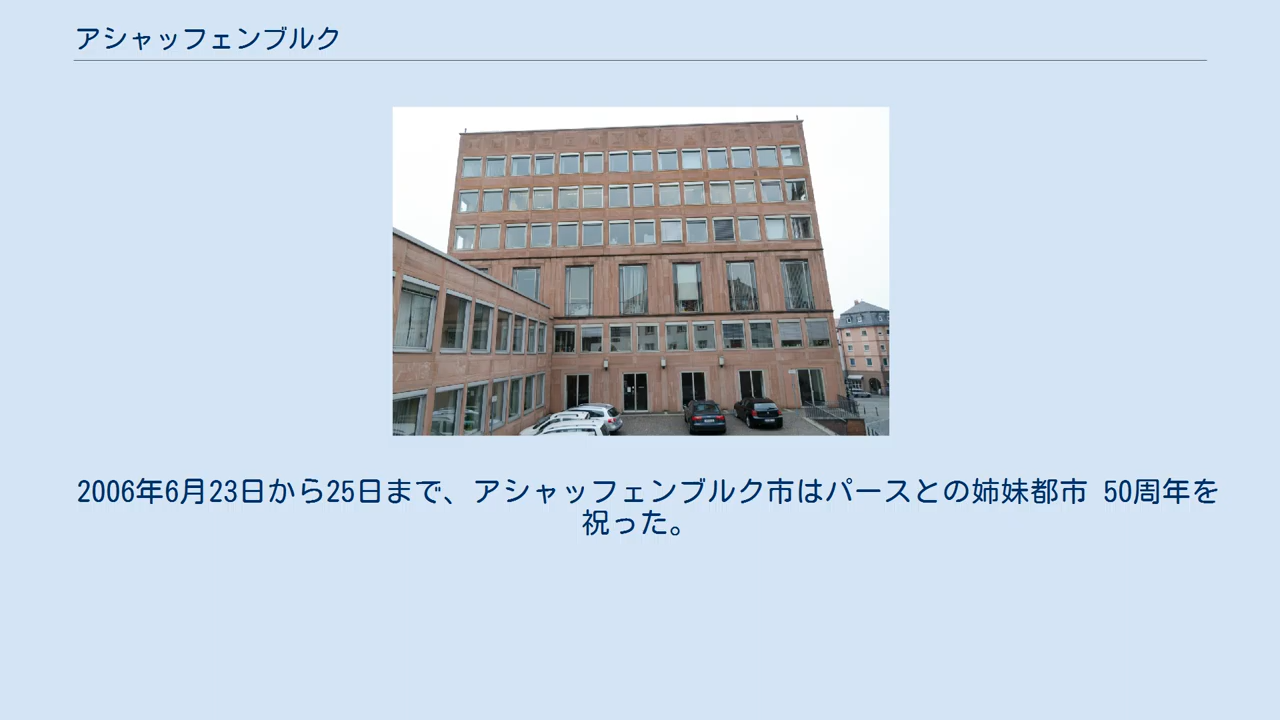 アシャッフェンブルク
2006年6月23日から25日まで、アシャッフェンブルク市はパースとの姉妹都市 50周年を
祝った。